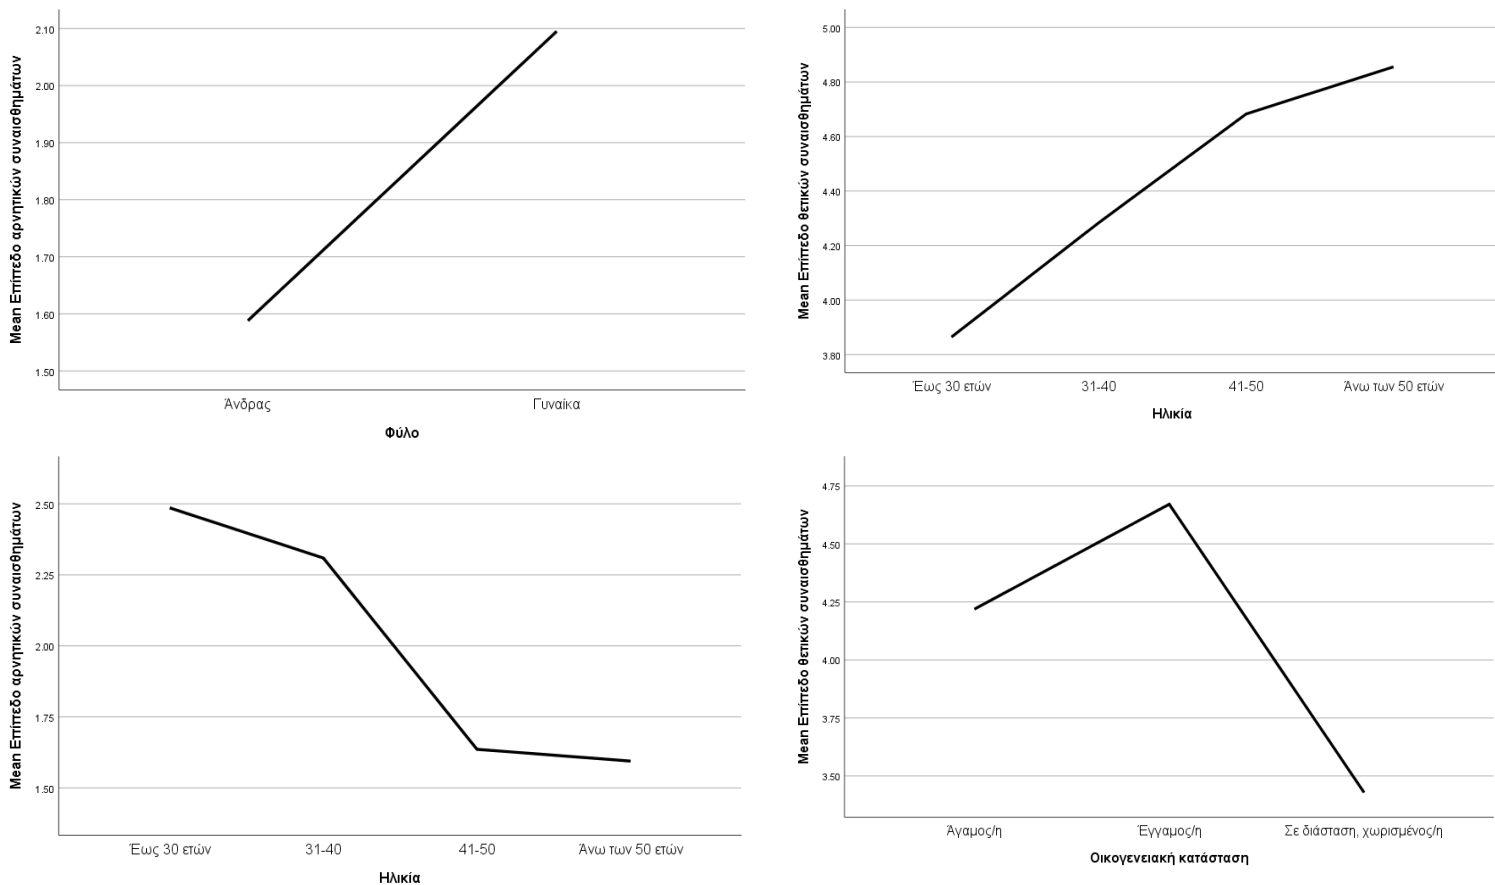 Mean Επίπεδο αρνητικών συναισθημάτων
2.10
2.00
1.90
1.80
1.70
1.60
1.50
Άνδρας
Γυναίκα
Φύλο
Mean Επίπεδο θετικών συναισθημάτων
5.00
4.80
4.60
4.40
4.20
4.00
3.80
Έως 30 ετών
31-40
41-50
Άνω των 50 ετών
Ηλικία
Mean Επίπεδο αρνητικών συναισθημάτων
2.50
2.25
2.00
1.75
1.50
Έως 30 ετών
31-40
41-50
Άνω των 50 ετών
Ηλικία
Mean Επίπεδο θετικών συναισθημάτων
4.75
4.50
4.25
4.00
3.75
3.50
Άγαμος/η
Έγγαμος/η
Σε διάσταση, χωρισμένος/η
Οικογενειακή κατάσταση